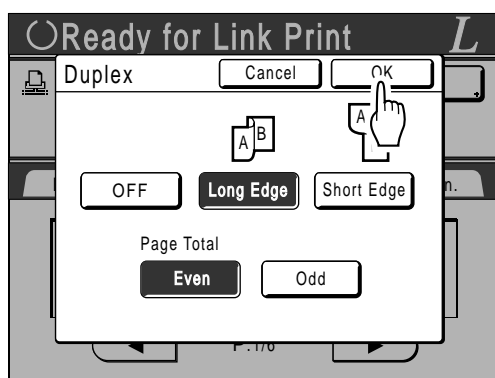 Ready for Link Print L
Duplex Cancel OK
A B A
OFF Long Edge Short Edge
Page Total
Even Odd
P.1/6